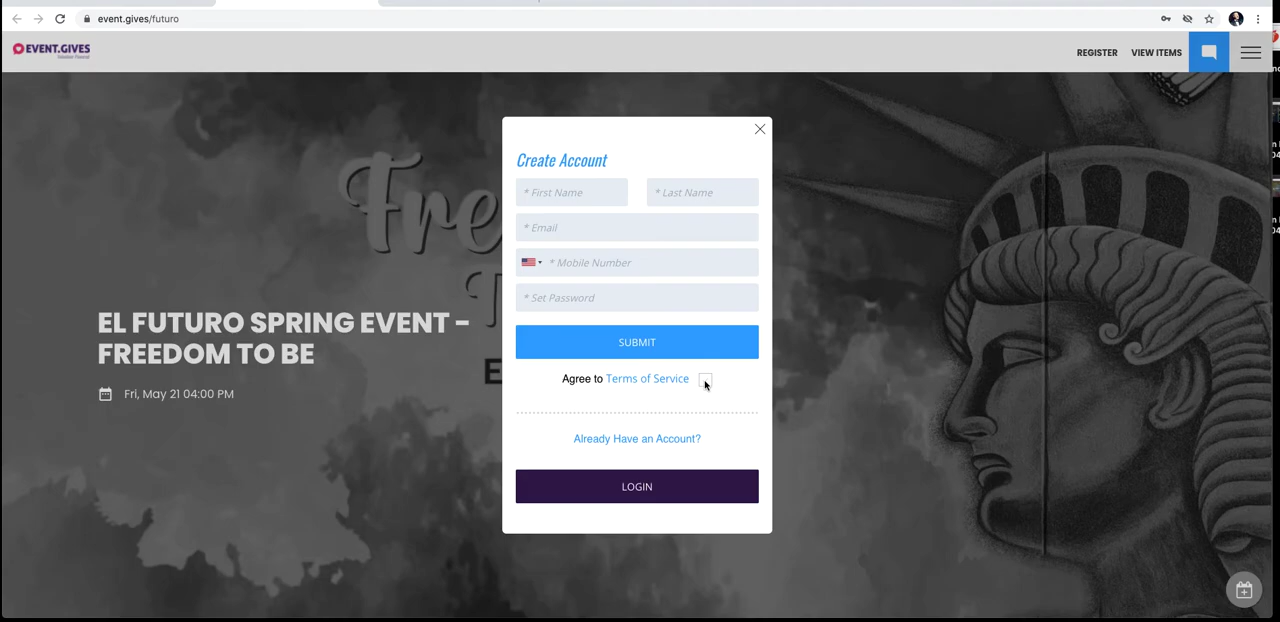 event.gives/futuro
EVENT.GIVES
REGISTER
VIEW ITEMS
Create Account
* First Name
* Last Name
* Email
* Mobile Number
* Set Password
SUBMIT
Agree to Terms of Service
Already Have an Account?
LOGIN
Fre
EL FUTURO SPRING EVENT -
FREEDOM TO BE
Fri, May 21 04:00 PM